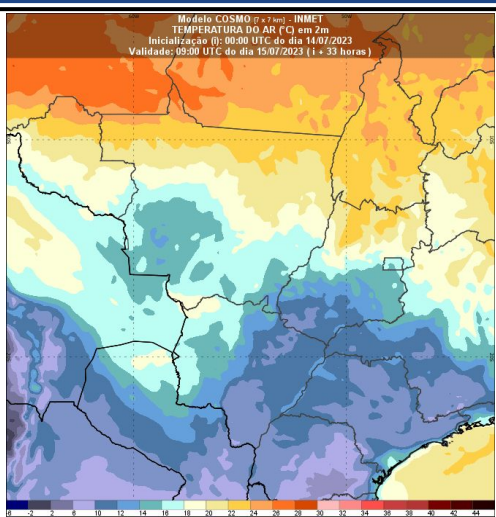 Modelo COSMO [7 x 7 km] - INMET
TEMPERATURA DO AR (°C) em 2m
Inicialização (i): 00:00 UTC do dia 14/07/2023
Validade: 09:00 UTC do dia 15/07/2023 ( i + 33 horas )
-6 -2 2 6 10 12 14 16 18 20 22 24 26 28 30 32 34 36 38 40 42 44